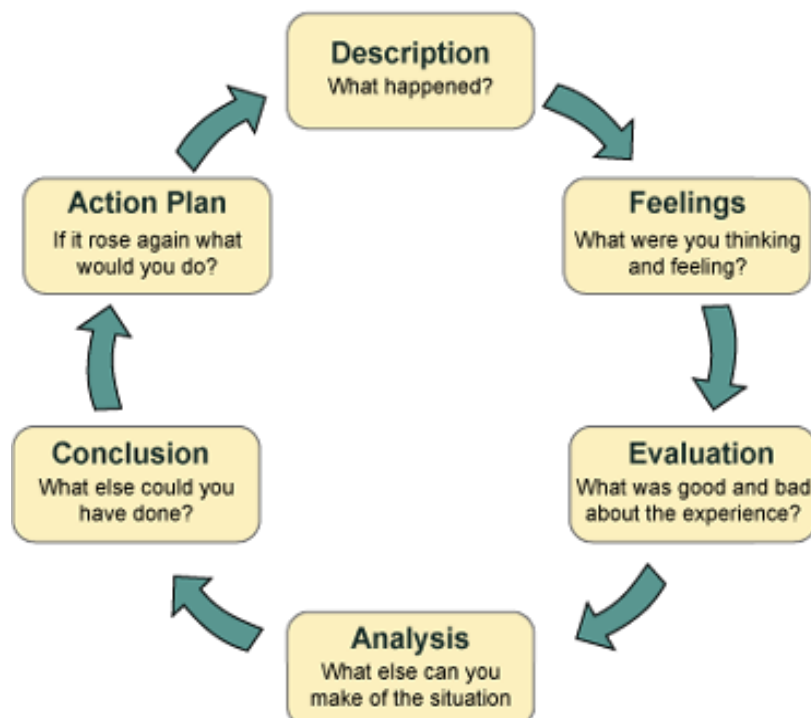 Description
What happened?
Feelings
What were you thinking
and feeling?
Evaluation
What was good and bad
about the experience?
Analysis
What else can you
make of the situation
Conclusion
What else could you
have done?
Action Plan
If it rose again what
would you do?